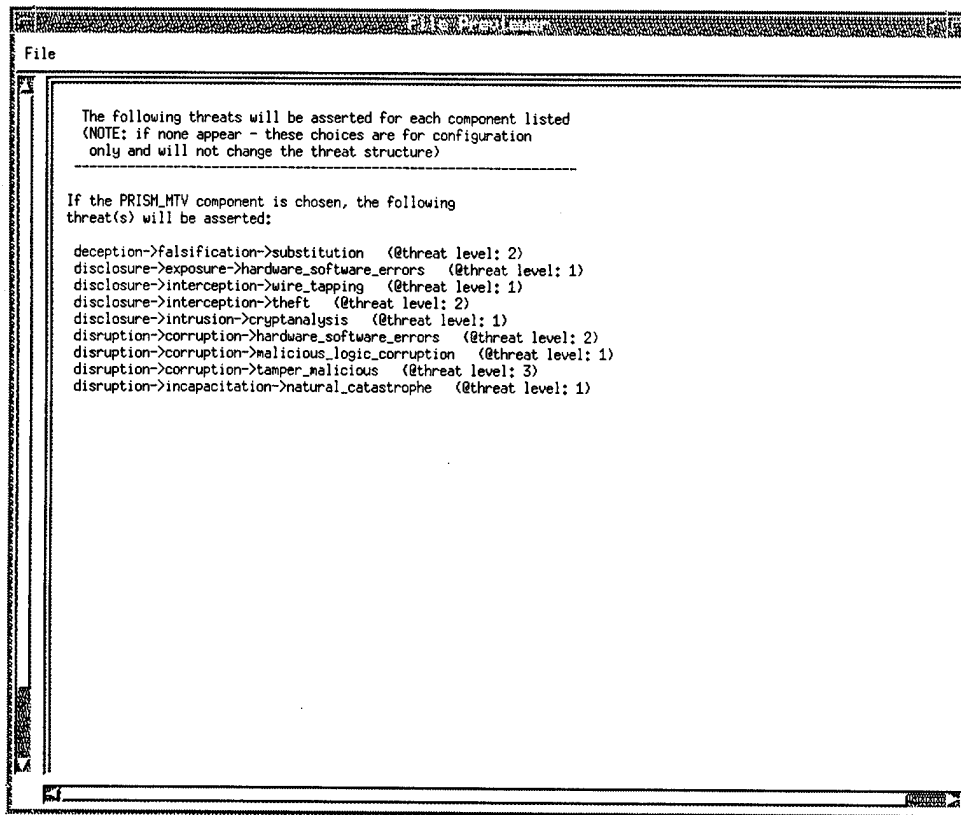 File Previewer
File
The following threats will be asserted for each component listed
(NOTE: if none appear - these choices are for configuration
only and will not change the threat structure)
--------------------------------------------------------------
If the PRISM_MTV component is chosen, the following
threat(s) will be asserted:
deception->falsification->substitution (@threat level: 2)
disclosure->exposure->hardware_software_errors (@threat level: 1)
disclosure->interception->wire_tapping (@threat level: 1)
disclosure->interception->theft (@threat level: 2)
disclosure->intrusion->cryptanalysis (@threat level: 1)
disruption->corruption->hardware_software_errors (@threat level: 2)
disruption->corruption->malicious_logic_corruption (@threat level: 1)
disruption->corruption->tamper_malicious (@threat level: 3)
disruption->incapacitation->natural_catastrophe (@threat level: 1)